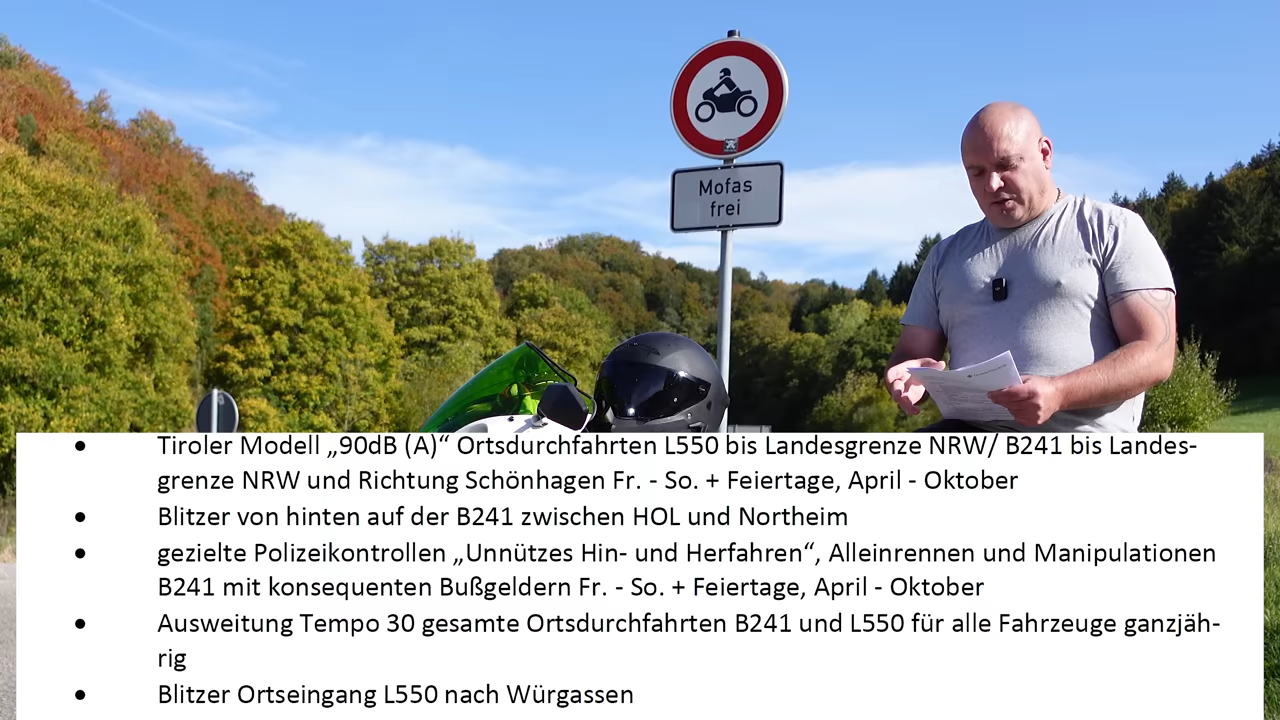 Mofas
frei
• Tiroler Modell „90dB (A)“ Ortsdurchfahrten L550 bis Landesgrenze NRW/ B241 bis Landes-
grenze NRW und Richtung Schönhagen Fr. - So. + Feiertage, April - Oktober
• Blitzer von hinten auf der B241 zwischen HOL und Northeim
• gezielte Polizeikontrollen „Unnützes Hin- und Herfahren“, Alleinrennen und Manipulationen
B241 mit konsequenten Bußgeldern Fr. - So. + Feiertage, April - Oktober
• Ausweitung Tempo 30 gesamte Ortsdurchfahrten B241 und L550 für alle Fahrzeuge ganzjäh-
rig
• Blitzer Ortseingang L550 nach Würgassen